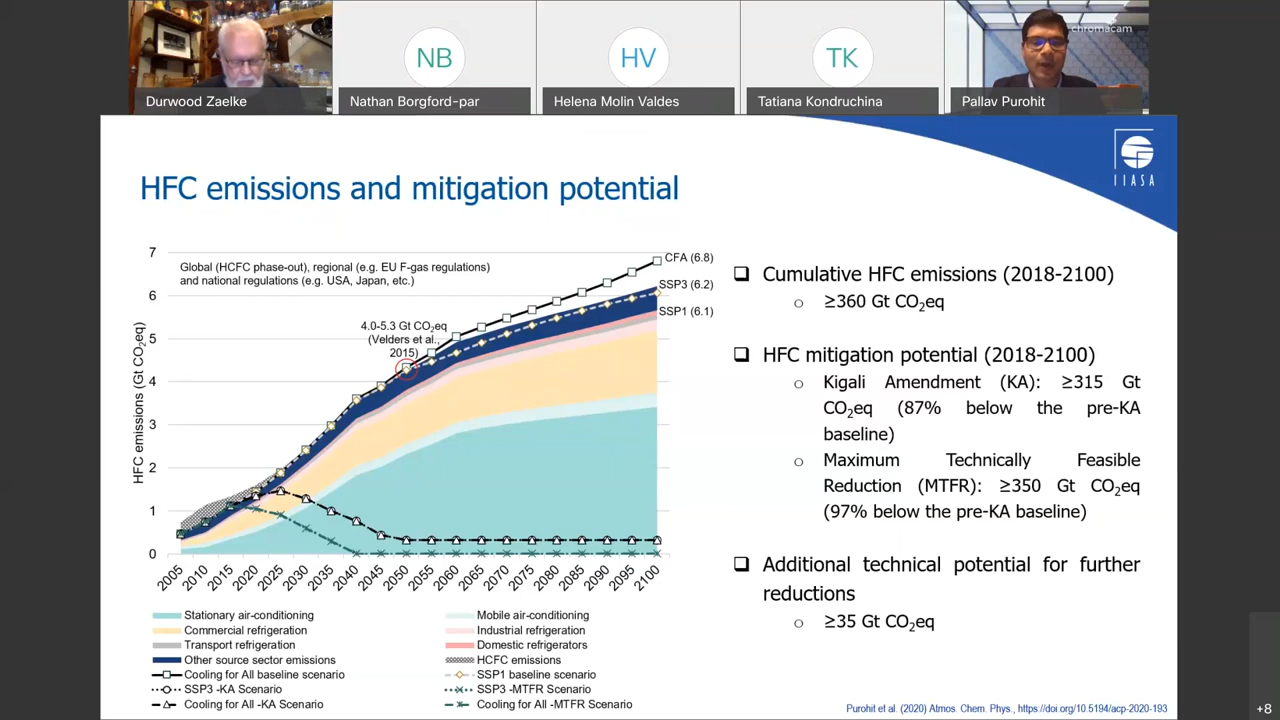 chromacam
NB
HV
TK
Durwood Zaelke
Nathan Borgford-par
Helena Molin Valdes
Tatiana Kondruchina
Pallav Purohit
IIASA
HFC emissions and mitigation potential
HFC emissions (Gt CO2eq)
7
6
5
4
3
2
1
0
Global (HCFC phase-out), regional (e.g. EU F-gas regulations)
and national regulations (e.g. USA, Japan, etc.)
4.0-5.3 Gt CO2eq
(Velders et al.,
2015)
CFA (6.8)
SSP3 (6.2)
SSP1 (6.1)
2005 2010 2015 2020 2025 2030 2035 2040 2045 2050 2055 2060 2065 2070 2075 2080 2085 2090 2095 2100
Stationary air-conditioning
Mobile air-conditioning
Commercial refrigeration
Industrial refrigeration
Transport refrigeration
Domestic refrigerators
Other source sector emissions
HCFC emissions
Cooling for All baseline scenario
SSP1 baseline scenario
SSP3 -KA Scenario
SSP3 -MTFR Scenario
Cooling for All -KA Scenario
Cooling for All -MTFR Scenario
❑ Cumulative HFC emissions (2018-2100)
○ ≥360 Gt CO2eq
❑ HFC mitigation potential (2018-2100)
○ Kigali Amendment (KA): ≥315 Gt
CO2eq (87% below the pre-KA
baseline)
○ Maximum Technically Feasible
Reduction (MTFR): ≥350 Gt CO2eq
(97% below the pre-KA baseline)
❑ Additional technical potential for further
reductions
○ ≥35 Gt CO2eq
Purohit et al. (2020) Atmos. Chem. Phys., https://doi.org/10 5194/acp-2020-193
+8